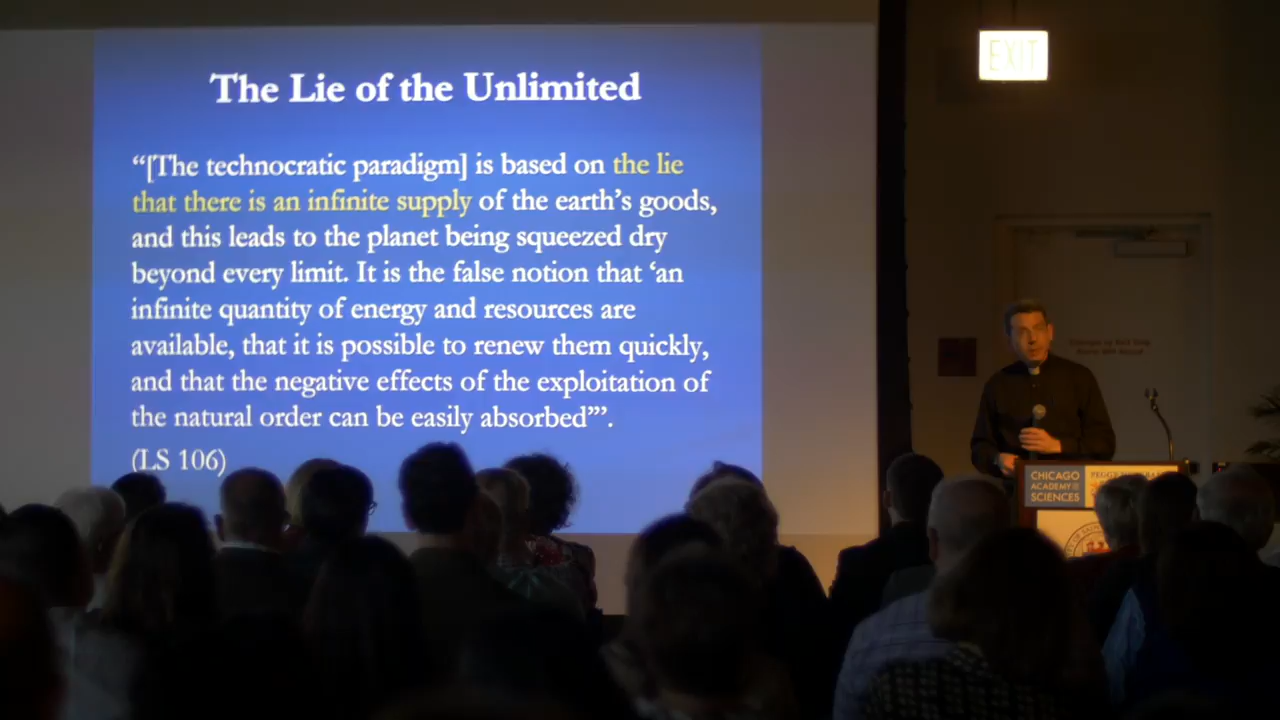 The Lie of the Unlimited
“[The technocratic paradigm] is based on the lie
that there is an infinite supply of the earth’s goods,
and this leads to the planet being squeezed dry
beyond every limit. It is the false notion that ‘an
infinite quantity of energy and resources are
available, that it is possible to renew them quickly,
and that the negative effects of the exploitation of
the natural order can be easily absorbed”’.
(LS 106)
EXIT
CHICAGO
ACADEMY
SCIENCES
PEGGY